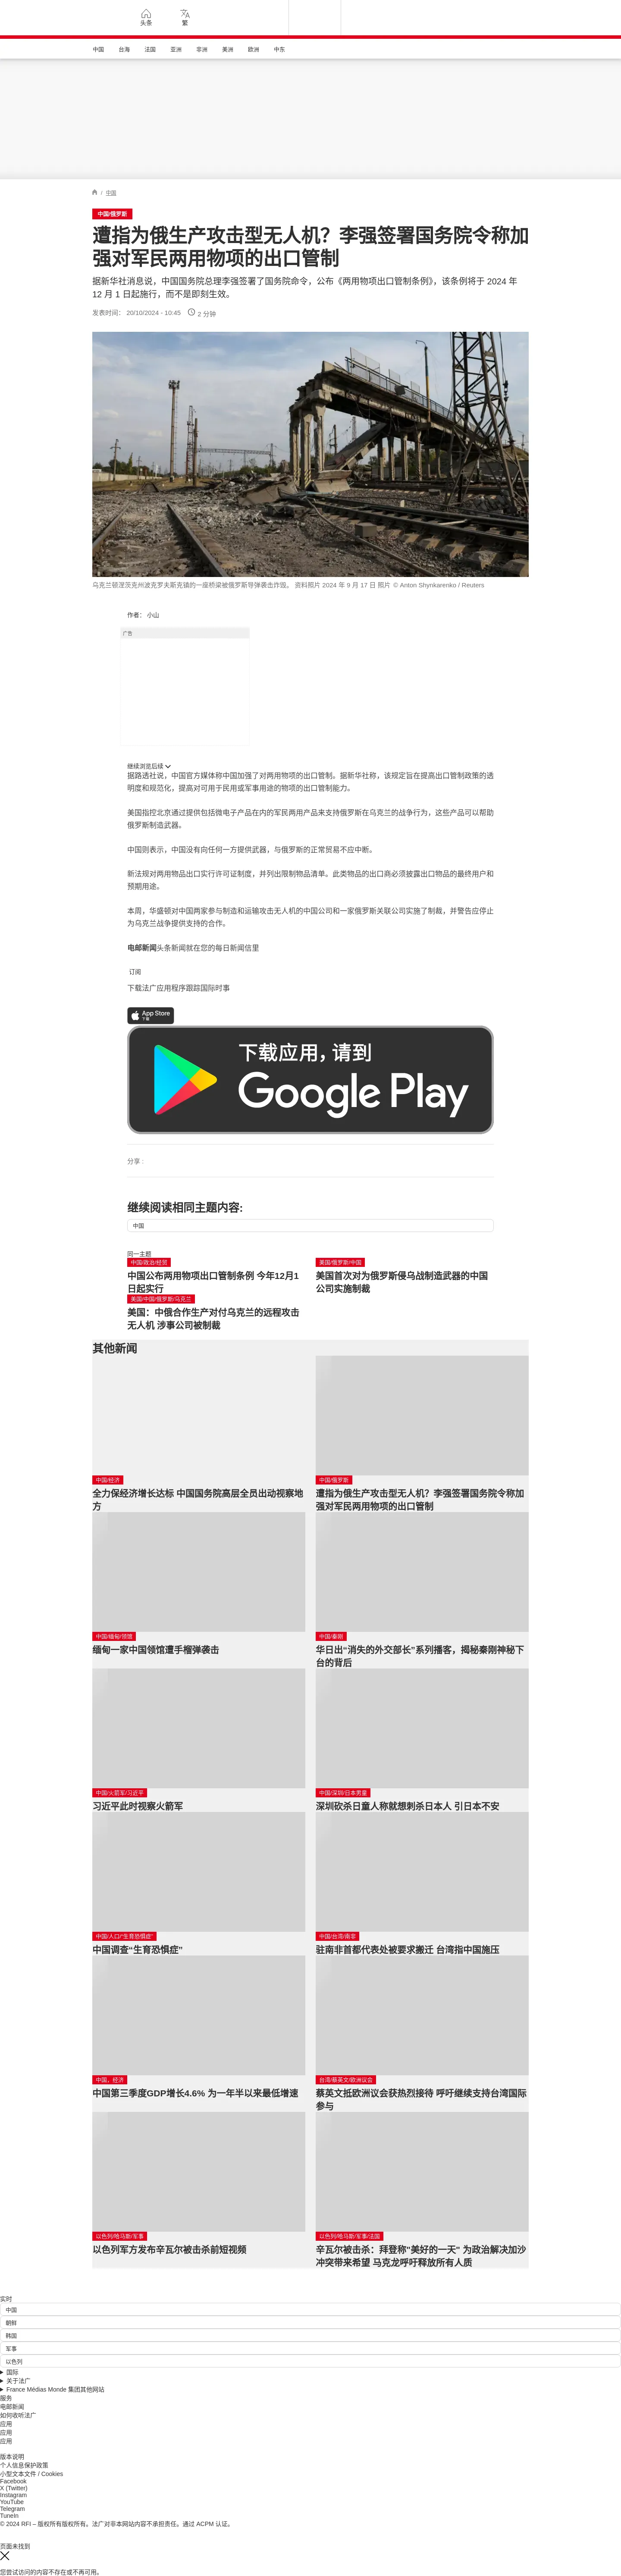 头条
繁
中国
台海
法国
亚洲
非洲
美洲
欧洲
中东
/ 中国
中国/俄罗斯
遭指为俄生产攻击型无人机？李强签署国务院令称加
强对军民两用物项的出口管制
据新华社消息说，中国国务院总理李强签署了国务院命令，公布《两用物项出口管制条例》，该条例将于 2024 年
12 月 1 日起施行，而不是即刻生效。
发表时间： 20/10/2024 - 10:45
2 分钟
乌克兰顿涅茨克州波克罗夫斯克镇的一座桥梁被俄罗斯导弹袭击炸毁。 资料照片 2024 年 9 月 17 日 照片 © Anton Shynkarenko / Reuters
作者： 小山
广告
继续浏览后续
据路透社说，中国官方媒体称中国加强了对两用物项的出口管制。据新华社称，该规定旨在提高出口管制政策的透
明度和规范化，提高对可用于民用或军事用途的物项的出口管制能力。
美国指控北京通过提供包括微电子产品在内的军民两用产品来支持俄罗斯在乌克兰的战争行为，这些产品可以帮助
俄罗斯制造武器。
中国则表示，中国没有向任何一方提供武器，与俄罗斯的正常贸易不应中断。
新法规对两用物品出口实行许可证制度，并列出限制物品清单。此类物品的出口商必须披露出口物品的最终用户和
预期用途。
本周，华盛顿对中国两家参与制造和运输攻击无人机的中国公司和一家俄罗斯关联公司实施了制裁，并警告应停止
为乌克兰战争提供支持的合作。
电邮新闻头条新闻就在您的每日新闻信里
订阅
下载法广应用程序跟踪国际时事
App Store
下载
下载应用，请到
Google Play
分享 :
继续阅读相同主题内容:
中国
同一主题
中国/政治/经贸
中国公布两用物项出口管制条例 今年12月1
日起实行
美国/俄罗斯/中国
美国首次对为俄罗斯侵乌战制造武器的中国
公司实施制裁
美国/中国/俄罗斯/乌克兰
美国：中俄合作生产对付乌克兰的远程攻击
无人机 涉事公司被制裁
其他新闻
中国/经济
全力保经济增长达标 中国国务院高层全员出动视察地
方
中国/俄罗斯
遭指为俄生产攻击型无人机？李强签署国务院令称加
强对军民两用物项的出口管制
中国/缅甸/领馆
缅甸一家中国领馆遭手榴弹袭击
中国/秦刚
华日出“消失的外交部长”系列播客，揭秘秦刚神秘下
台的背后
中国/火箭军/习近平
习近平此时视察火箭军
中国/深圳/日本男童
深圳砍杀日童人称就想刺杀日本人 引日本不安
中国/人口/“生育恐惧症”
中国调查“生育恐惧症”
中国/台湾/南非
驻南非首都代表处被要求搬迁 台湾指中国施压
中国，经济
中国第三季度GDP增长4.6% 为一年半以来最低增速
台湾/蔡英文/欧洲议会
蔡英文抵欧洲议会获热烈接待 呼吁继续支持台湾国际
参与
以色列/哈马斯/军事
以色列军方发布辛瓦尔被击杀前短视频
以色列/哈马斯/军事/法国
辛瓦尔被击杀：拜登称"美好的一天" 为政治解决加沙
冲突带来希望 马克龙呼吁释放所有人质
实时
中国
朝鲜
韩国
军事
以色列
国际
关于法广
France Médias Monde 集团其他网站
服务
电邮新闻
如何收听法广
应用
应用
应用
版本说明
个人信息保护政策
小型文本文件 / Cookies
Facebook
X (Twitter)
Instagram
YouTube
Telegram
TuneIn
© 2024 RFI – 版权所有版权所有。法广对非本网站内容不承担责任。通过 ACPM 认证。
页面未找到
您尝试访问的内容不存在或不再可用。